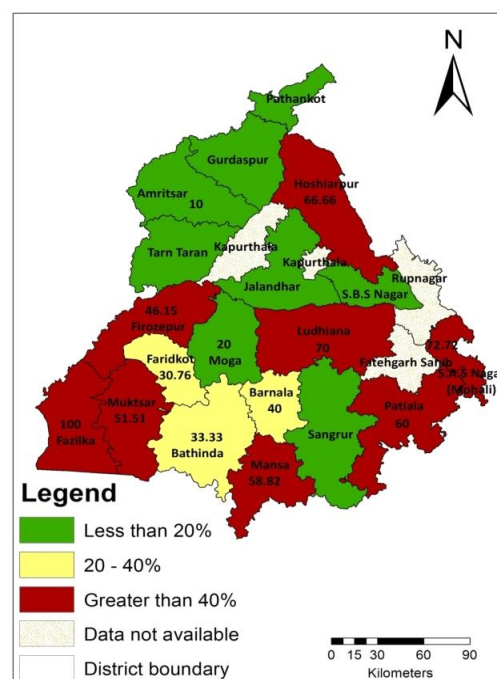 N
Pathankot
Gurdaspur
Hoshiarpur
66.66
Amritsar
10
Kapurthala
Tarn Taran
Kapurthala
Rupnagar
Jalandhar
S.B.S Nagar
46.15
Firozepur
20
Moga
Ludhiana
70
72.72
Fatehgarh Sahib
S.A.S Nagar
(Mohali)
Faridkot
30.76
Barnala
40
Muktsar
51.51
100
Fazilka
33.33
Bathinda
Sangrur
Patiala
60
Mansa
58.82
Legend
Less than 20%
20 - 40%
Greater than 40%
Data not available
District boundary
0 15 30 60 90
Kilometers